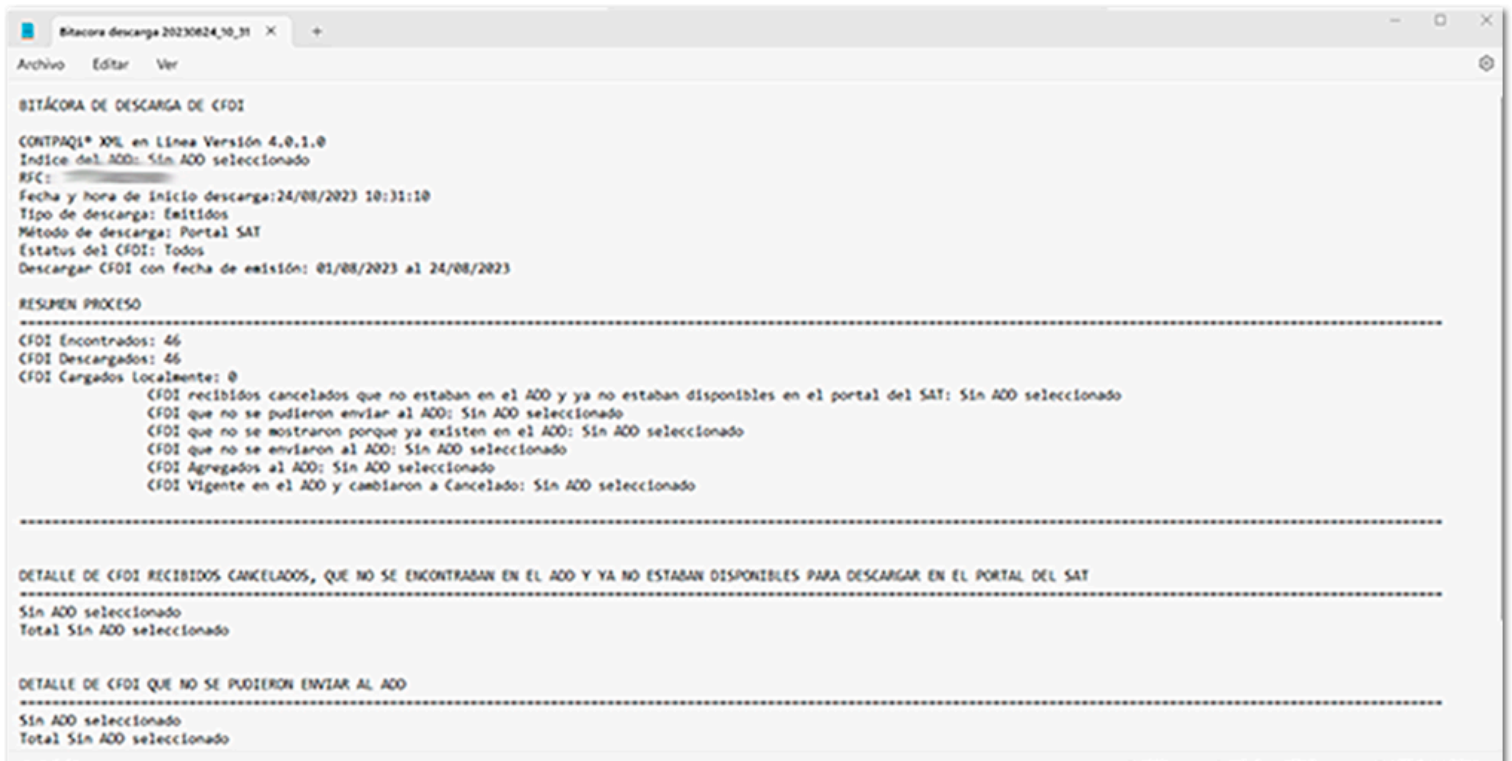 Bitacora descarga 20230824_10_31
Archivo Editar Ver
BITÁCORA DE DESCARGA DE CFDI
CONTPAQi® XML en Linea Versión 4.0.1.0
Indice del ADD: Sin ADD seleccionado
RFC:
Fecha y hora de inicio descarga:24/08/2023 10:31:10
Tipo de descarga: Emitidos
Método de descarga: Portal SAT
Estatus del CFDI: Todos
Descargar CFDI con fecha de emisión: 01/08/2023 al 24/08/2023
RESUMEN PROCESO
CFDI Encontrados: 46
CFDI Descargados: 46
CFDI Cargados Localmente: 0
CFDI recibidos cancelados que no estaban en el ADD y ya no estaban disponibles en el portal del SAT: Sin ADD seleccionado
CFDI que no se pudieron enviar al ADD: Sin ADD seleccionado
CFDI que no se mostraron porque ya existen en el ADD: Sin ADD seleccionado
CFDI que no se enviaron al ADD: Sin ADD seleccionado
CFDI Agregados al ADD: Sin ADD seleccionado
CFDI Vigente en el ADD y cambiaron a Cancelado: Sin ADD seleccionado
DETALLE DE CFDI RECIBIDOS CANCELADOS, QUE NO SE ENCONTRABAN EN EL ADD Y YA NO ESTABAN DISPONIBLES PARA DESCARGAR EN EL PORTAL DEL SAT
Sin ADD seleccionado
Total Sin ADD seleccionado
DETALLE DE CFDI QUE NO SE PUDIERON ENVIAR AL ADD
Sin ADD seleccionado
Total Sin ADD seleccionado